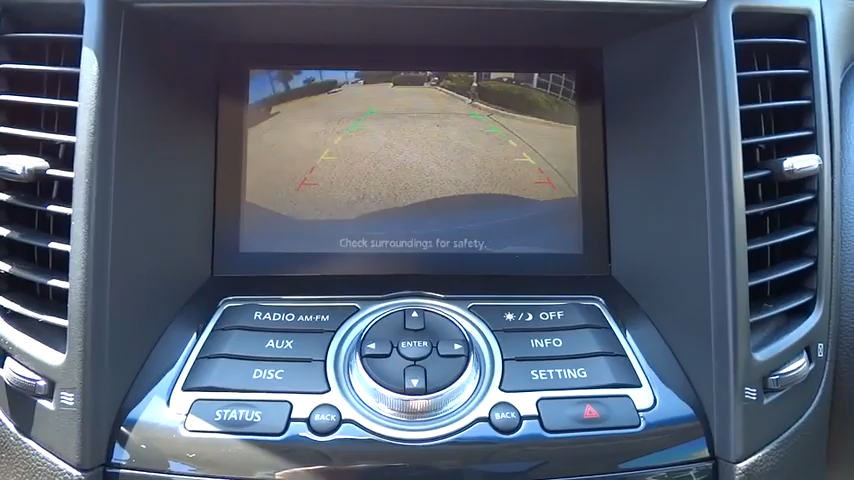 Check surroundings for safety.
RADIO AM·FM
AUX
DISC
STATUS
BACK
ENTER
BACK
/ OFF
INFO
SETTING